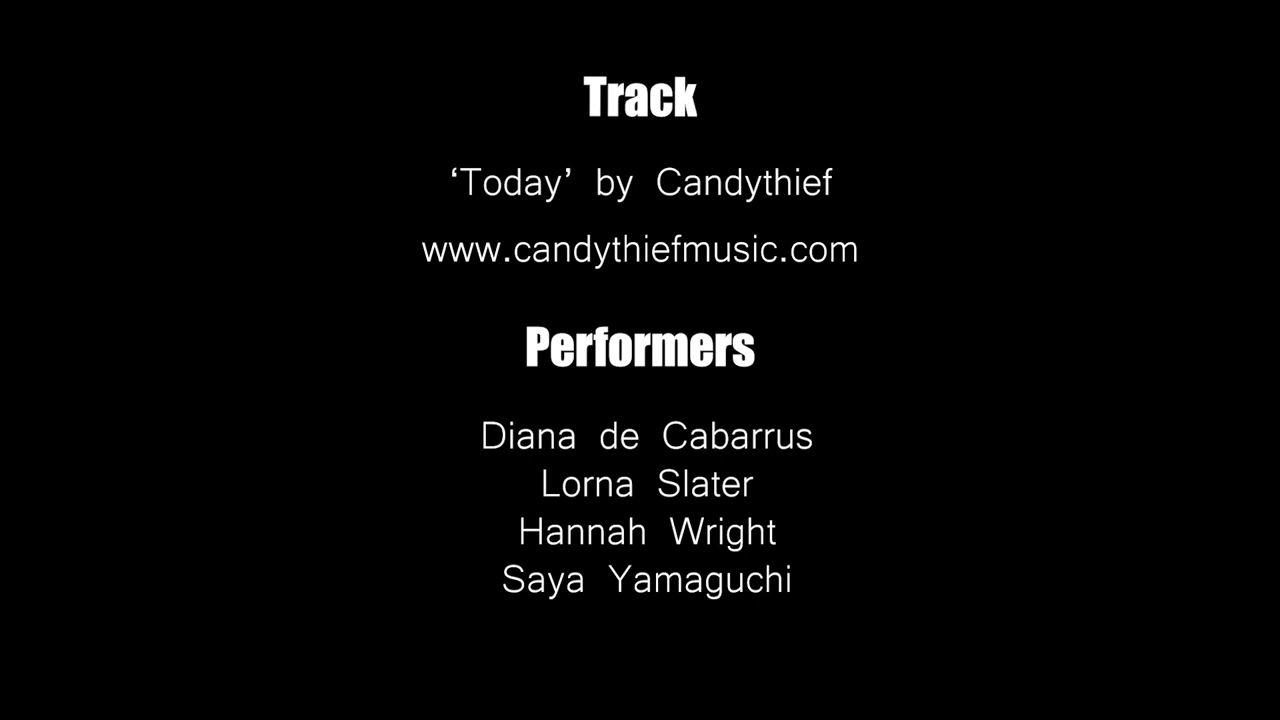 Track
‘Today’ by Candythief
www.candythiefmusic.com
Performers
Diana de Cabarrus
Lorna Slater
Hannah Wright
Saya Yamaguchi